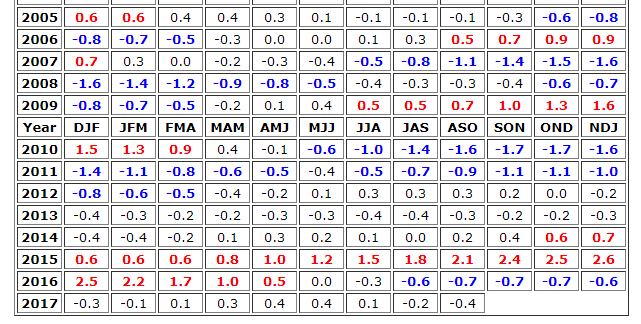 2005 0.6 0.6 0.4 0.4 0.3 0.1 -0.1 -0.1 -0.1 -0.3 -0.6 -0.8
2006 -0.8 -0.7 -0.5 -0.3 0.0 0.0 0.1 0.3 0.5 0.7 0.9 0.9
2007 0.7 0.3 0.0 -0.2 -0.3 -0.4 -0.5 -0.8 -1.1 -1.4 -1.5 -1.6
2008 -1.6 -1.4 -1.2 -0.9 -0.8 -0.5 -0.4 -0.3 -0.3 -0.4 -0.6 -0.7
2009 -0.8 -0.7 -0.5 -0.2 0.1 0.4 0.5 0.5 0.7 1.0 1.3 1.6
Year DJF JFM FMA MAM AMJ MJJ JJA JAS ASO SON OND NDJ
2010 1.5 1.3 0.9 0.4 -0.1 -0.6 -1.0 -1.4 -1.6 -1.7 -1.7 -1.6
2011 -1.4 -1.1 -0.8 -0.6 -0.5 -0.4 -0.5 -0.7 -0.9 -1.1 -1.1 -1.0
2012 -0.8 -0.6 -0.5 -0.4 -0.2 0.1 0.3 0.3 0.3 0.2 0.0 -0.2
2013 -0.4 -0.3 -0.2 -0.2 -0.3 -0.3 -0.4 -0.4 -0.3 -0.2 -0.2 -0.3
2014 -0.4 -0.4 -0.2 0.1 0.3 0.2 0.1 0.0 0.2 0.4 0.6 0.7
2015 0.6 0.6 0.6 0.8 1.0 1.2 1.5 1.8 2.1 2.4 2.5 2.6
2016 2.5 2.2 1.7 1.0 0.5 0.0 -0.3 -0.6 -0.7 -0.7 -0.7 -0.6
2017 -0.3 -0.1 0.1 0.3 0.4 0.4 0.1 -0.2 -0.4